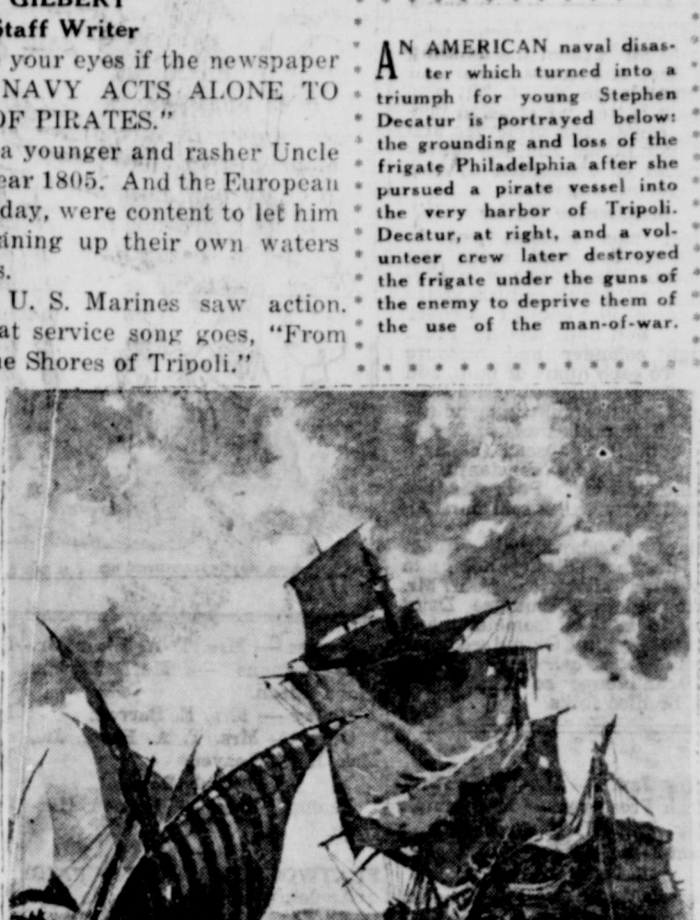 GILBERT
Staff Writer
your eyes if the newspaper
NAVY ACTS ALONE TO
OF PIRATES."
a younger and rasher Uncle
ear 1805. And the European
day, were content to let him
ining up their own waters
s.
U. S. Marines saw action.
at service song goes, "From
e Shores of Tripoli."
AN AMERICAN naval disas-
ter which turned into a
triumph for young Stephen
Decatur is portrayed below:
the grounding and loss of the
frigate Philadelphia after she
pursued a pirate vessel into
the very harbor of Tripoli.
Decatur, at right, and a vol-
unteer crew later destroyed
the frigate under the guns of
the enemy to deprive them of
the use of the man-of-war.